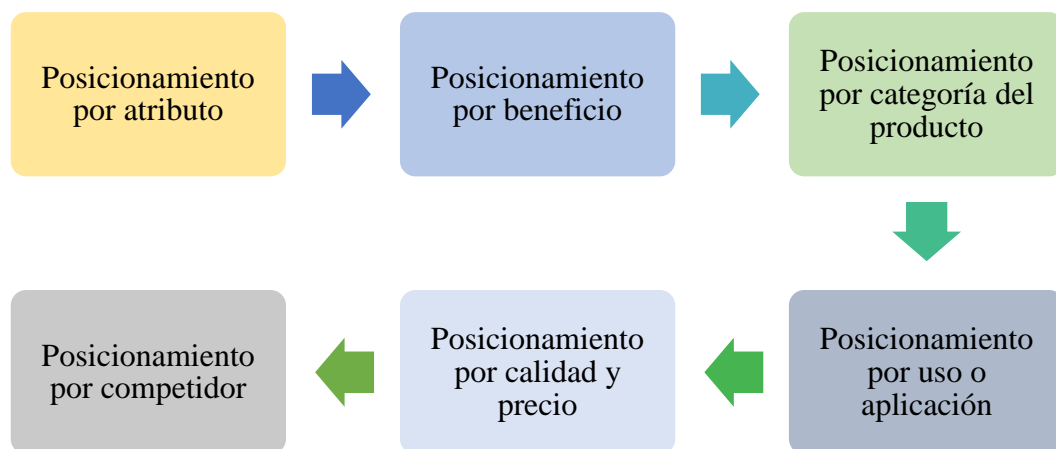 Posicionamiento
por atributo
Posicionamiento
por beneficio
Posicionamiento
por categoría del
producto
Posicionamiento
por uso o
aplicación
Posicionamiento
por calidad y
precio
Posicionamiento
por competidor